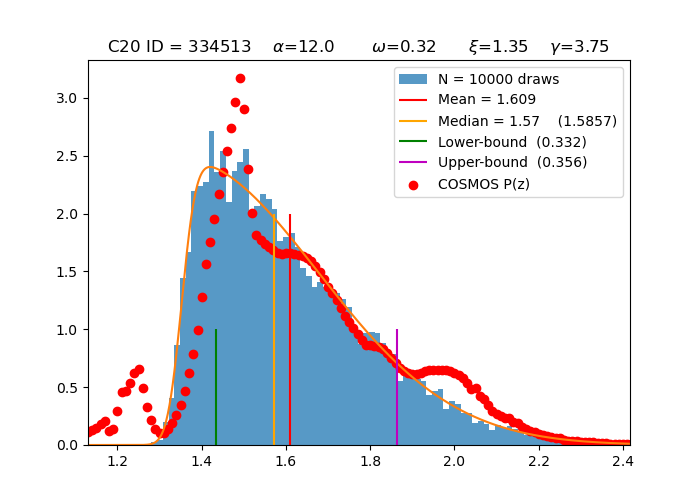 C20 ID = 334513    α=12.0    ω=0.32    ξ=1.35    γ=3.75
N = 10000 draws
Mean = 1.609
Median = 1.57    (1.5857)
Lower-bound  (0.332)
Upper-bound  (0.356)
COSMOS P(z)
3.0
2.5
2.0
1.5
1.0
0.5
0.0
1.2 1.4 1.6 1.8 2.0 2.2 2.4